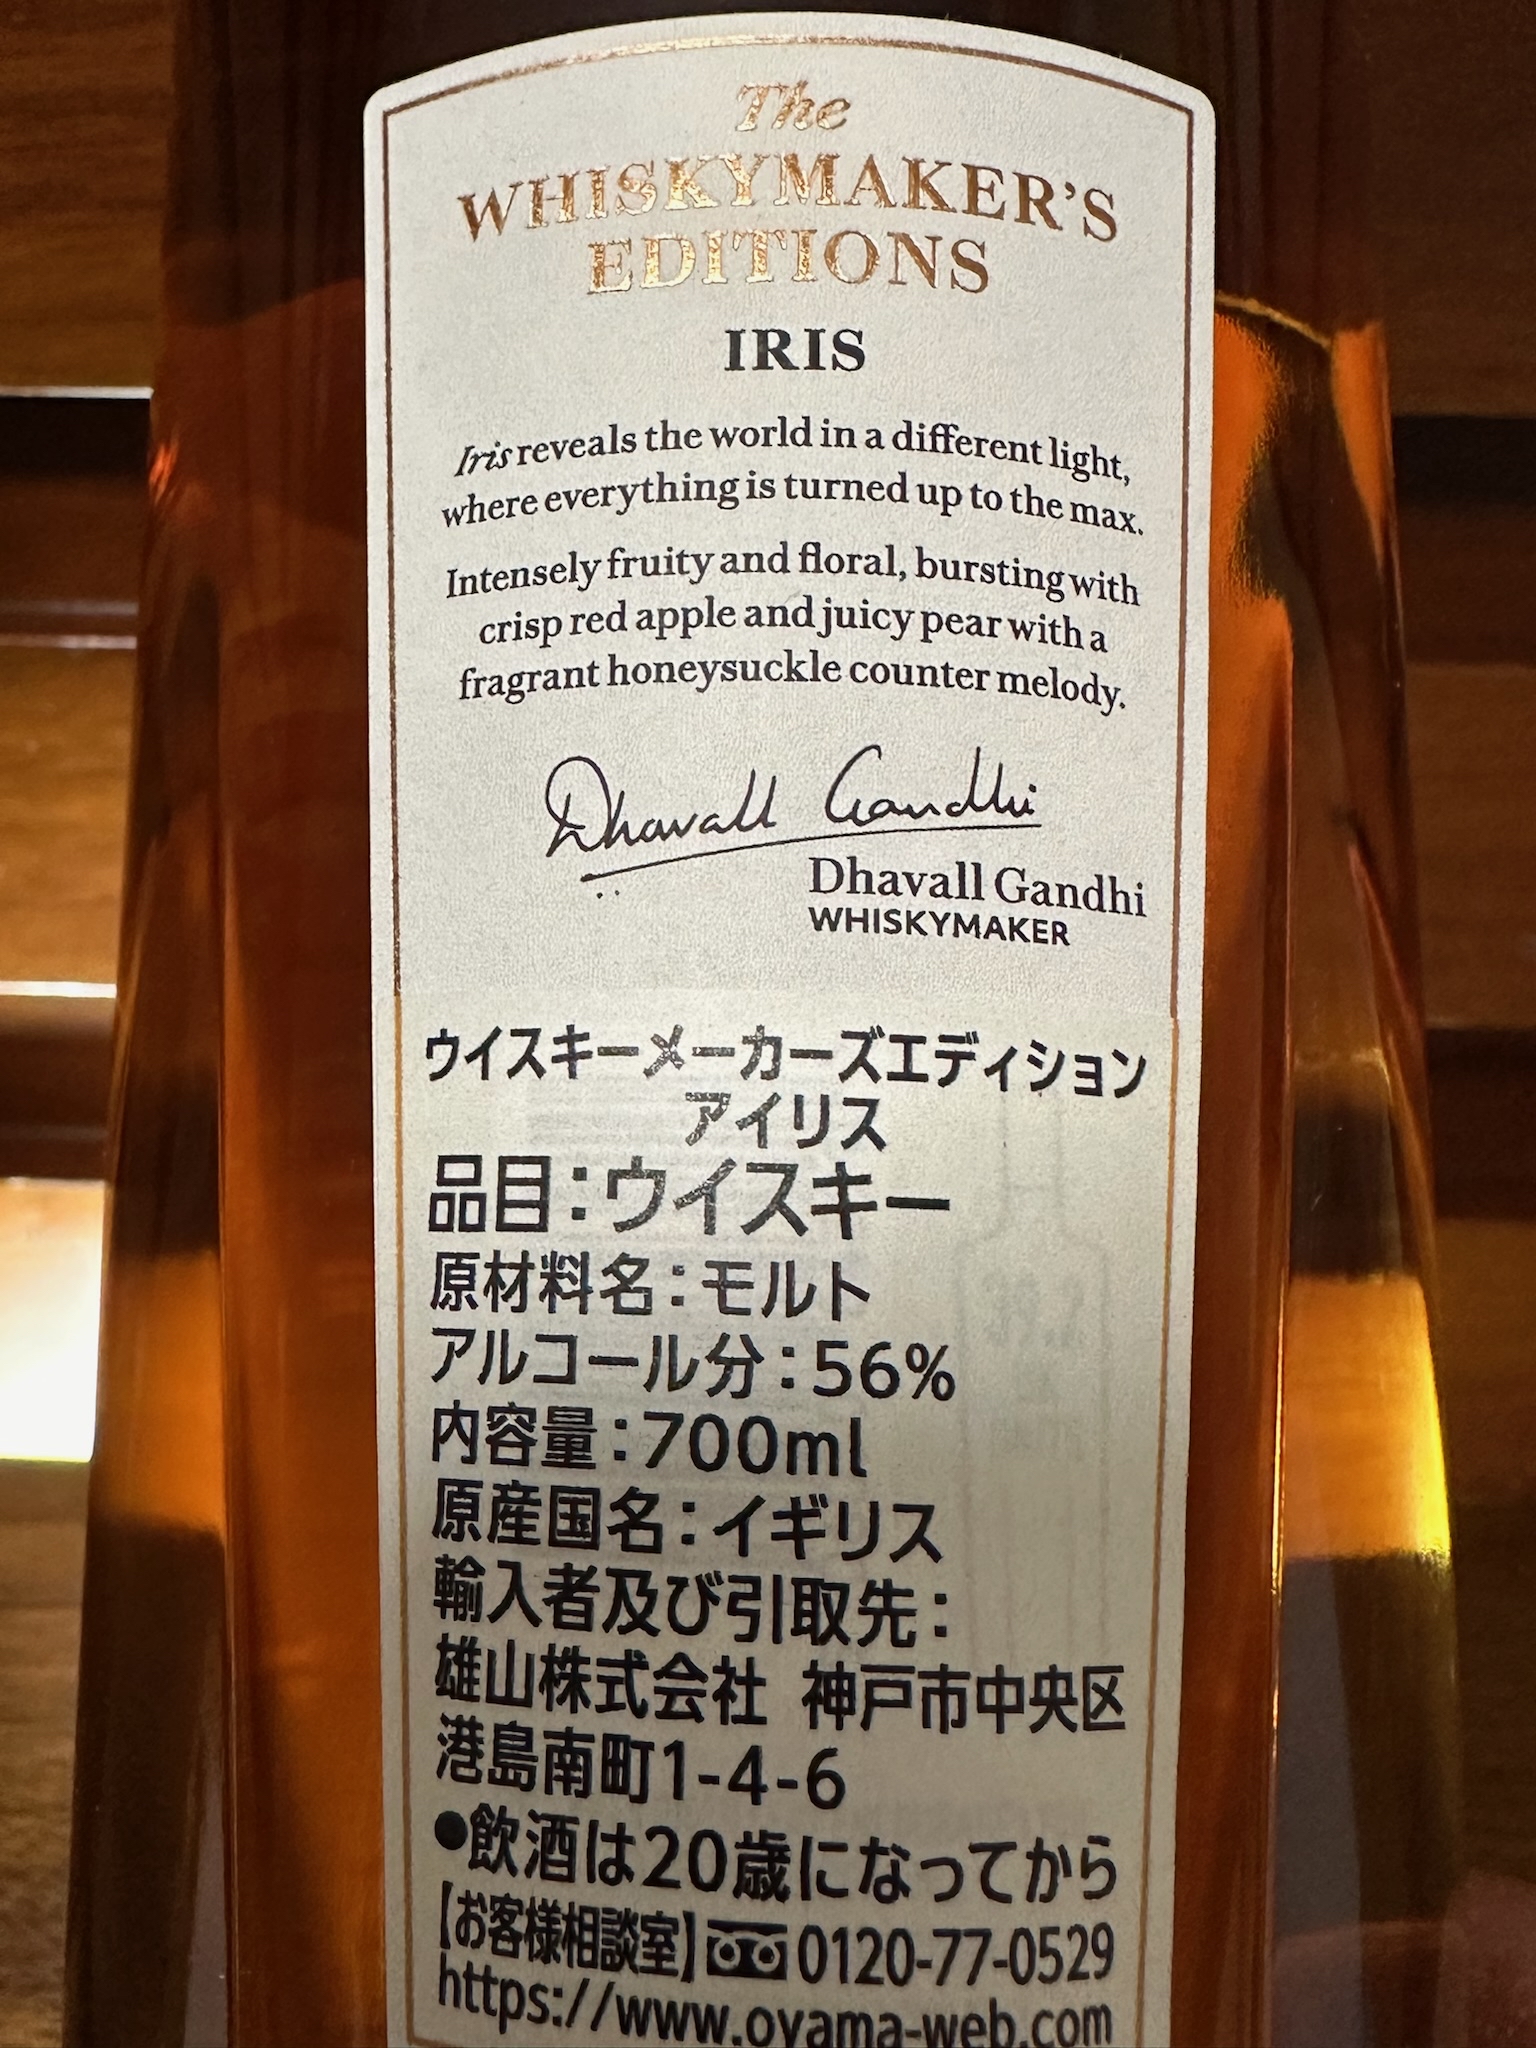 The
WHISKYMAKER'S
EDITIONS
IRIS
Iris reveals the world in a different light,
where everything is turned up to the max.
Intensely fruity and floral, bursting with
crisp red apple and juicy pear with a
fragrant honeysuckle counter melody.
Dhavall Gandhi
Dhavall Gandhi
WHISKYMAKER
ウイスキーメーカーズエディション
アイリス
品目:ウイスキー
原材料名:モルト
アルコール分:56%
内容量:700ml
原産国名:イギリス
輸入者及び引取先:
雄山株式会社 神戸市中央区
港島南町1-4-6
●飲酒は20歳になってから
【お客様相談室】0120-77-0529
https://www.oyama-web.com